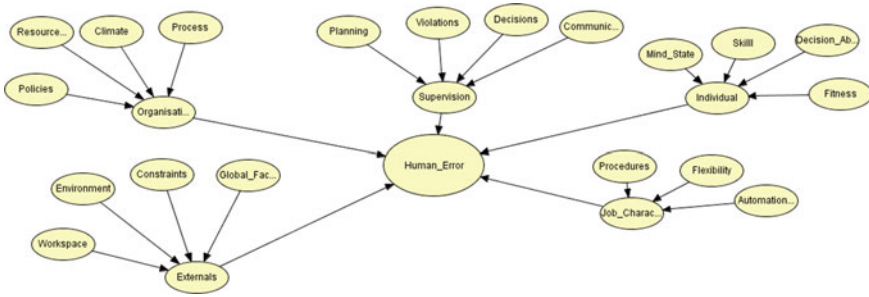 Resource...
Climate
Process
Policies
Organisati...
Planning
Violations
Decisions
Communic...
Supervision
Mind_State
Skilll
Decision_Ab...
Fitness
Individual
Human_Error
Environment
Constraints
Global_Fac...
Workspace
Externals
Procedures
Flexibility
Automation...
Job_Charac...